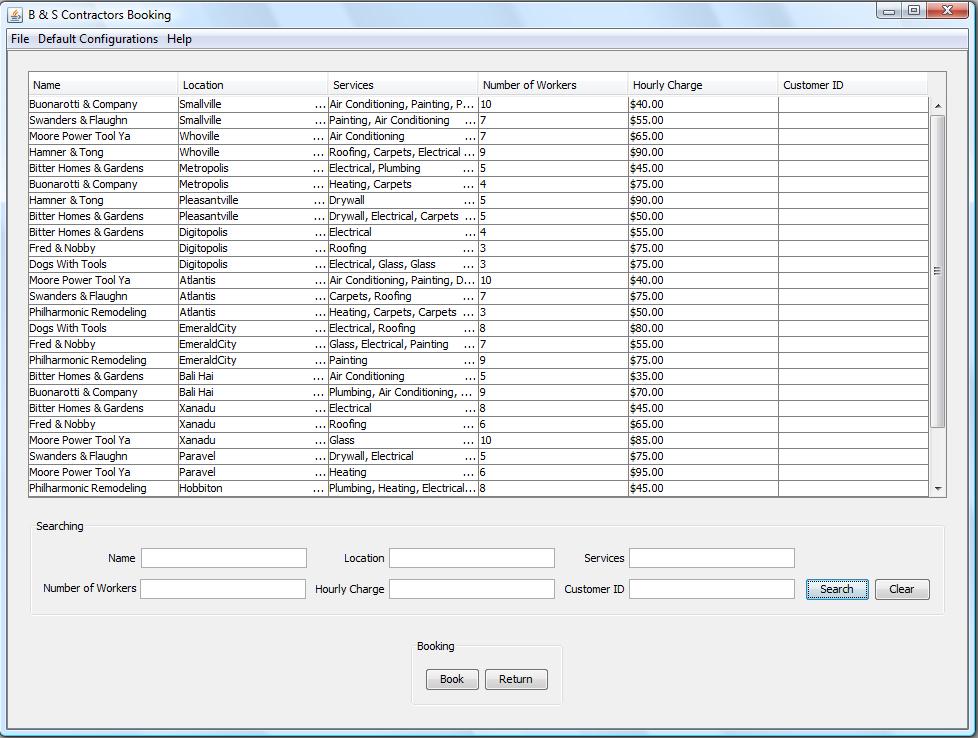 B & S Contractors Booking
File Default Configurations Help
Name Location Services Number of Workers Hourly Charge Customer ID
Buonarotti & Company Smallville ... Air Conditioning, Painting, P... 10 $40.00
Swanders & Flaughn Smallville ... Painting, Air Conditioning ... 7 $55.00
Moore Power Tool Ya Whoville ... Air Conditioning ... 7 $65.00
Hamner & Tong Whoville ... Roofing, Carpets, Electrical ... 9 $90.00
Bitter Homes & Gardens Metropolis ... Electrical, Plumbing ... 5 $45.00
Buonarotti & Company Metropolis ... Heating, Carpets ... 4 $75.00
Hamner & Tong Pleasantville ... Drywall ... 5 $90.00
Bitter Homes & Gardens Pleasantville ... Drywall, Electrical, Carpets ... 5 $50.00
Bitter Homes & Gardens Digitopolis ... Electrical ... 4 $55.00
Fred & Nobby Digitopolis ... Roofing ... 3 $75.00
Dogs With Tools Digitopolis ... Electrical, Glass, Glass ... 3 $75.00
Moore Power Tool Ya Atlantis ... Air Conditioning, Painting, D... 10 $40.00
Swanders & Flaughn Atlantis ... Carpets, Roofing ... 7 $75.00
Philharmonic Remodeling Atlantis ... Heating, Carpets, Carpets ... 3 $50.00
Dogs With Tools EmeraldCity ... Electrical, Roofing ... 8 $80.00
Fred & Nobby EmeraldCity ... Glass, Electrical, Painting ... 7 $55.00
Philharmonic Remodeling EmeraldCity ... Painting ... 9 $75.00
Bitter Homes & Gardens Bali Hai ... Air Conditioning ... 5 $35.00
Buonarotti & Company Bali Hai ... Plumbing, Air Conditioning, ... 9 $70.00
Bitter Homes & Gardens Xanadu ... Electrical ... 8 $45.00
Fred & Nobby Xanadu ... Roofing ... 6 $65.00
Moore Power Tool Ya Xanadu ... Glass ... 10 $85.00
Swanders & Flaughn Paravel ... Drywall, Electrical ... 5 $75.00
Moore Power Tool Ya Paravel ... Heating ... 6 $95.00
Philharmonic Remodeling Hobbiton ... Plumbing, Heating, Electrical... 8 $45.00
Searching
Name Location Services
Number of Workers Hourly Charge Customer ID Search Clear
Booking
Book Return